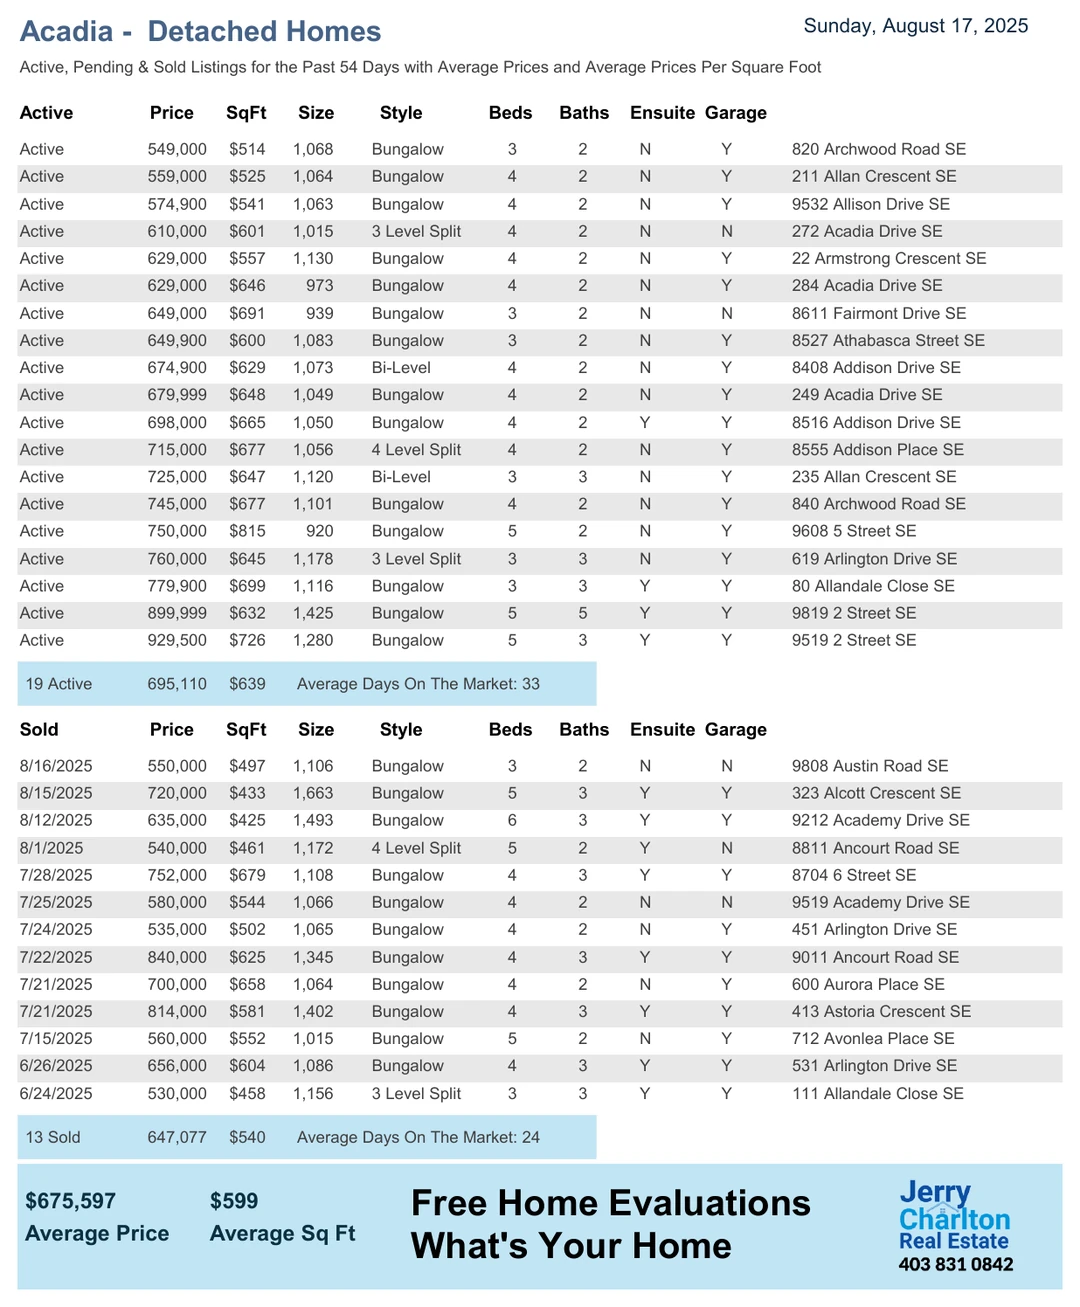 Acadia - Detached Homes
Sunday, August 17, 2025
Active, Pending & Sold Listings for the Past 54 Days with Average Prices and Average Prices Per Square Foot
Active Price SqFt Size Style Beds Baths Ensuite Garage
Active 549,000 $514 1,068 Bungalow 3 2 N Y 820 Archwood Road SE
Active 559,000 $525 1,064 Bungalow 4 2 N Y 211 Allan Crescent SE
Active 574,900 $541 1,063 Bungalow 4 2 N Y 9532 Allison Drive SE
Active 610,000 $601 1,015 3 Level Split 4 2 N N 272 Acadia Drive SE
Active 629,000 $557 1,130 Bungalow 4 2 N Y 22 Armstrong Crescent SE
Active 629,000 $646 973 Bungalow 4 2 N Y 284 Acadia Drive SE
Active 649,000 $691 939 Bungalow 3 2 N N 8611 Fairmont Drive SE
Active 649,900 $600 1,083 Bungalow 3 2 N Y 8527 Athabasca Street SE
Active 674,900 $629 1,073 Bi-Level 4 2 N Y 8408 Addison Drive SE
Active 679,999 $648 1,049 Bungalow 4 2 N Y 249 Acadia Drive SE
Active 698,000 $665 1,050 Bungalow 4 2 Y Y 8516 Addison Drive SE
Active 715,000 $677 1,056 4 Level Split 4 2 N Y 8555 Addison Place SE
Active 725,000 $647 1,120 Bi-Level 3 3 N Y 235 Allan Crescent SE
Active 745,000 $677 1,101 Bungalow 4 2 N Y 840 Archwood Road SE
Active 750,000 $815 920 Bungalow 5 2 N Y 9608 5 Street SE
Active 760,000 $645 1,178 3 Level Split 3 3 N Y 619 Arlington Drive SE
Active 779,900 $699 1,116 Bungalow 3 3 Y Y 80 Allandale Close SE
Active 899,999 $632 1,425 Bungalow 5 5 Y Y 9819 2 Street SE
Active 929,500 $726 1,280 Bungalow 5 3 Y Y 9519 2 Street SE
19 Active 695,110 $639 Average Days On The Market: 33
Sold Price SqFt Size Style Beds Baths Ensuite Garage
8/16/2025 550,000 $497 1,106 Bungalow 3 2 N N 9808 Austin Road SE
8/15/2025 720,000 $433 1,663 Bungalow 5 3 Y Y 323 Alcott Crescent SE
8/12/2025 635,000 $425 1,493 Bungalow 6 3 Y Y 9212 Academy Drive SE
8/1/2025 540,000 $461 1,172 4 Level Split 5 2 Y N 8811 Ancourt Road SE
7/28/2025 752,000 $679 1,108 Bungalow 4 3 Y Y 8704 6 Street SE
7/25/2025 580,000 $544 1,066 Bungalow 4 2 N N 9519 Academy Drive SE
7/24/2025 535,000 $502 1,065 Bungalow 4 2 N Y 451 Arlington Drive SE
7/22/2025 840,000 $625 1,345 Bungalow 4 3 Y Y 9011 Ancourt Road SE
7/21/2025 700,000 $658 1,064 Bungalow 4 2 N Y 600 Aurora Place SE
7/21/2025 814,000 $581 1,402 Bungalow 4 3 Y Y 413 Astoria Crescent SE
7/15/2025 560,000 $552 1,015 Bungalow 5 2 N Y 712 Avonlea Place SE
6/26/2025 656,000 $604 1,086 Bungalow 4 3 Y Y 531 Arlington Drive SE
6/24/2025 530,000 $458 1,156 3 Level Split 3 3 Y Y 111 Allandale Close SE
13 Sold 647,077 $540 Average Days On The Market: 24
$675,597 $599
Average Price Average Sq Ft
Free Home Evaluations
What's Your Home
Jerry
Charlton
Real Estate
403 831 0842